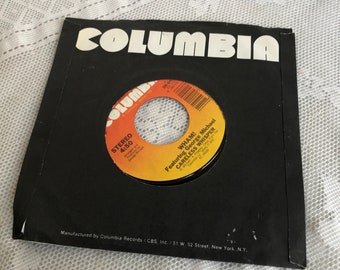 COLUMBIA
COLUMBIA
STEREO
WHAM!
Featuring George Michael
CARELESS WHISPER
Manufactured by Columbia Records / CBS, Inc. / 51 W. 52 Street, New York, N.Y.